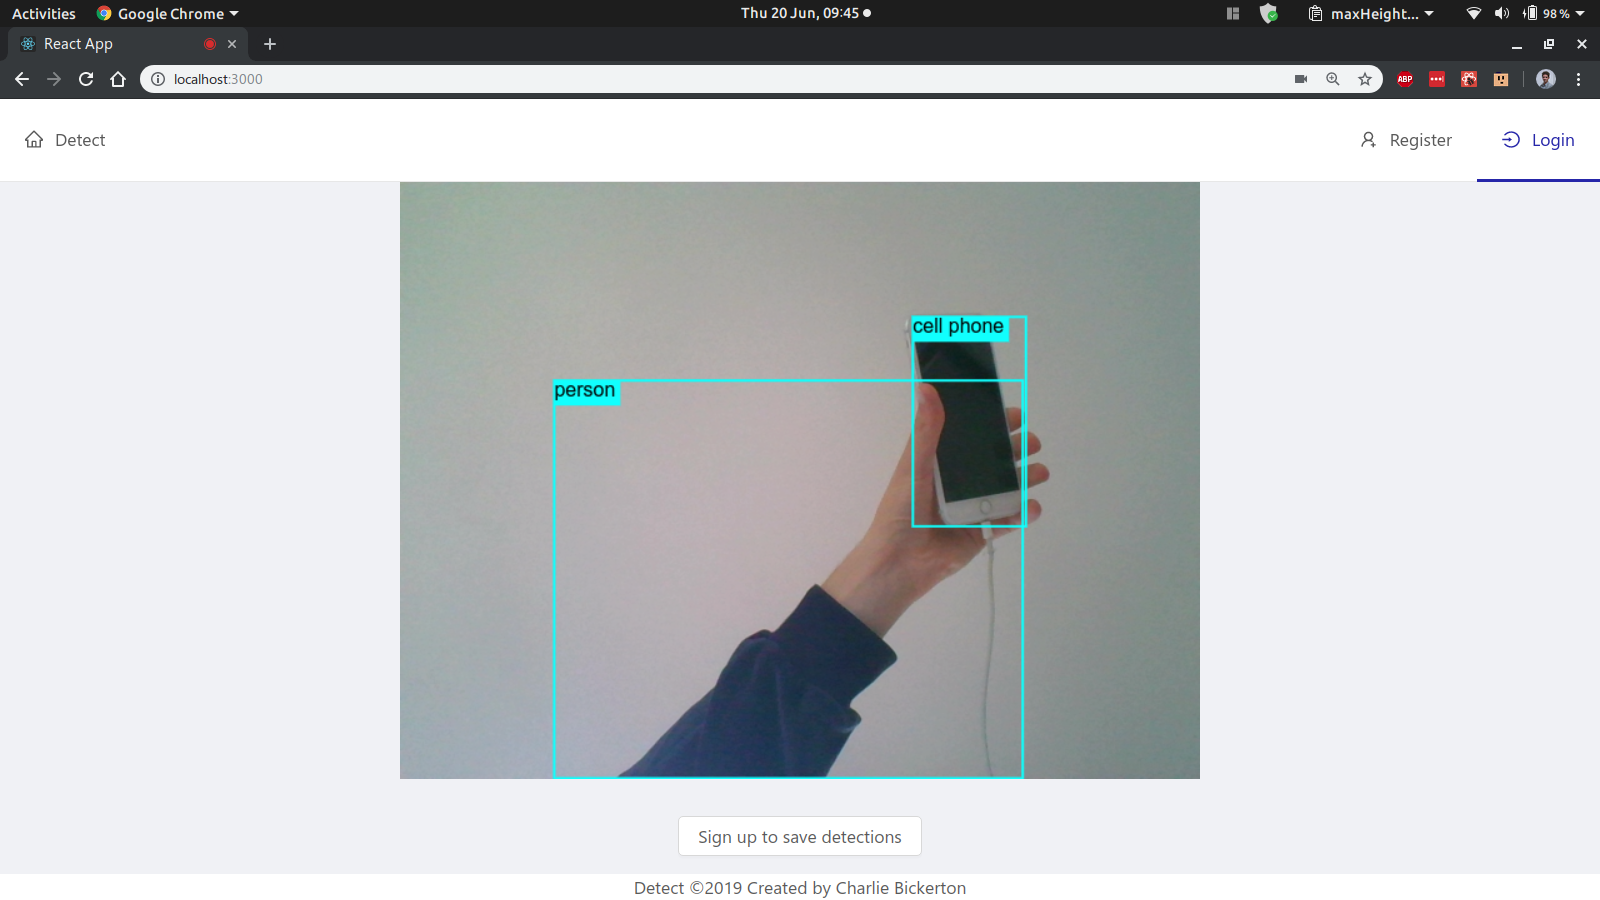 Activities Google Chrome Thu 20 Jun, 09:45 maxHeight... 98 %
React App
localhost:3000
ABP
Detect Register Login
cell phone
person
Sign up to save detections
Detect ©2019 Created by Charlie Bickerton